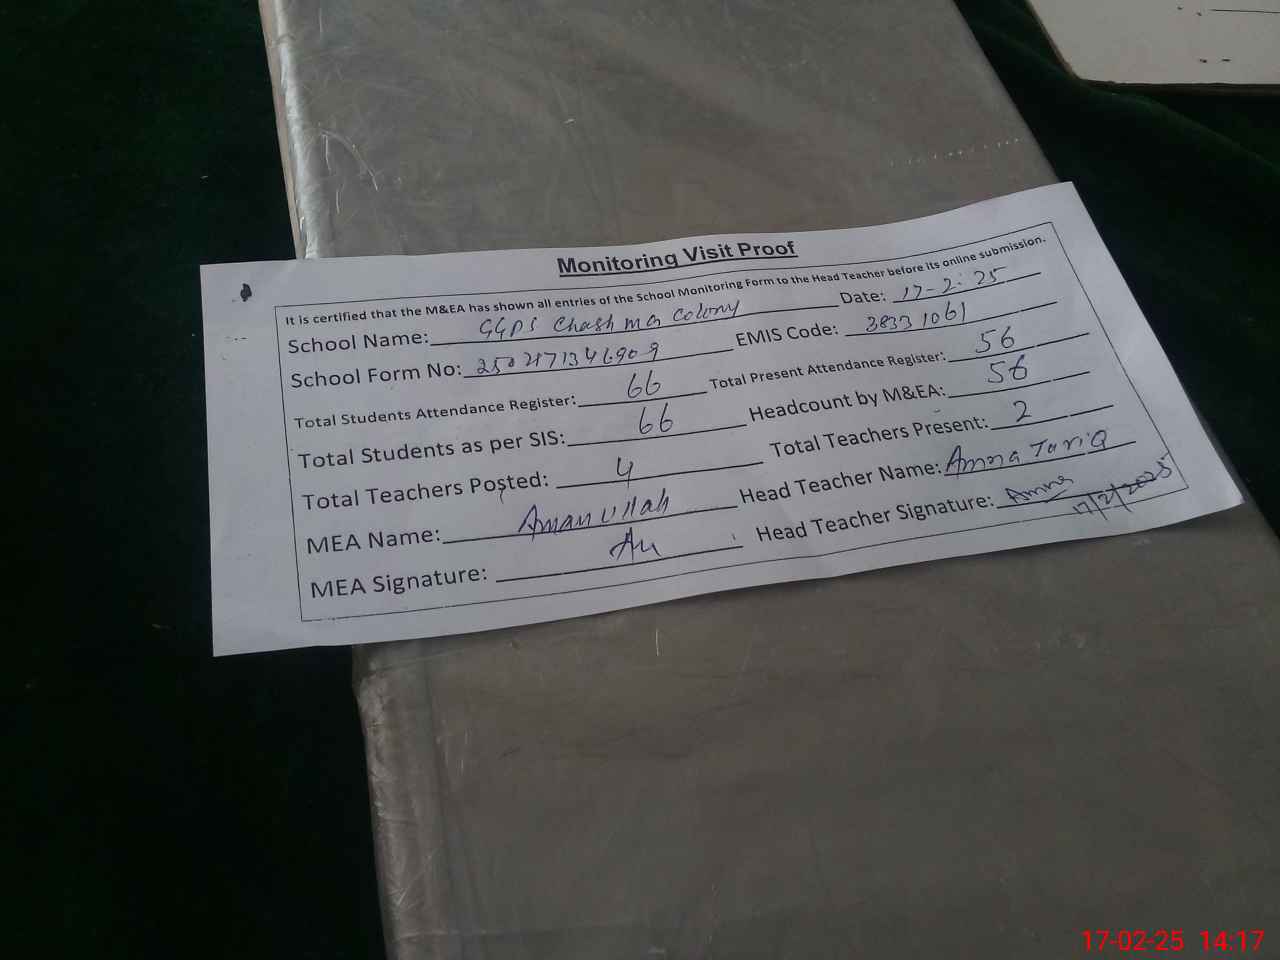 Monitoring Visit Proof
It is certified that the M&EA has shown all entries of the School Monitoring Form to the Head Teacher before its online submission.
School Name: GGPS Chashma Colony Date: 17-2-25
School Form No: EMIS Code: 38331061
Total Students Attendance Register: 66 Total Present Attendance Register: 56
Total Students as per SIS: 66 Headcount by M&EA: 56
Total Teachers Posted: 4 Total Teachers Present: 2
MEA Name: Aman ullah Head Teacher Name: Amna Tariq
MEA Signature: Au Head Teacher Signature: Amna
17/2/2025
17-02-25 14:17